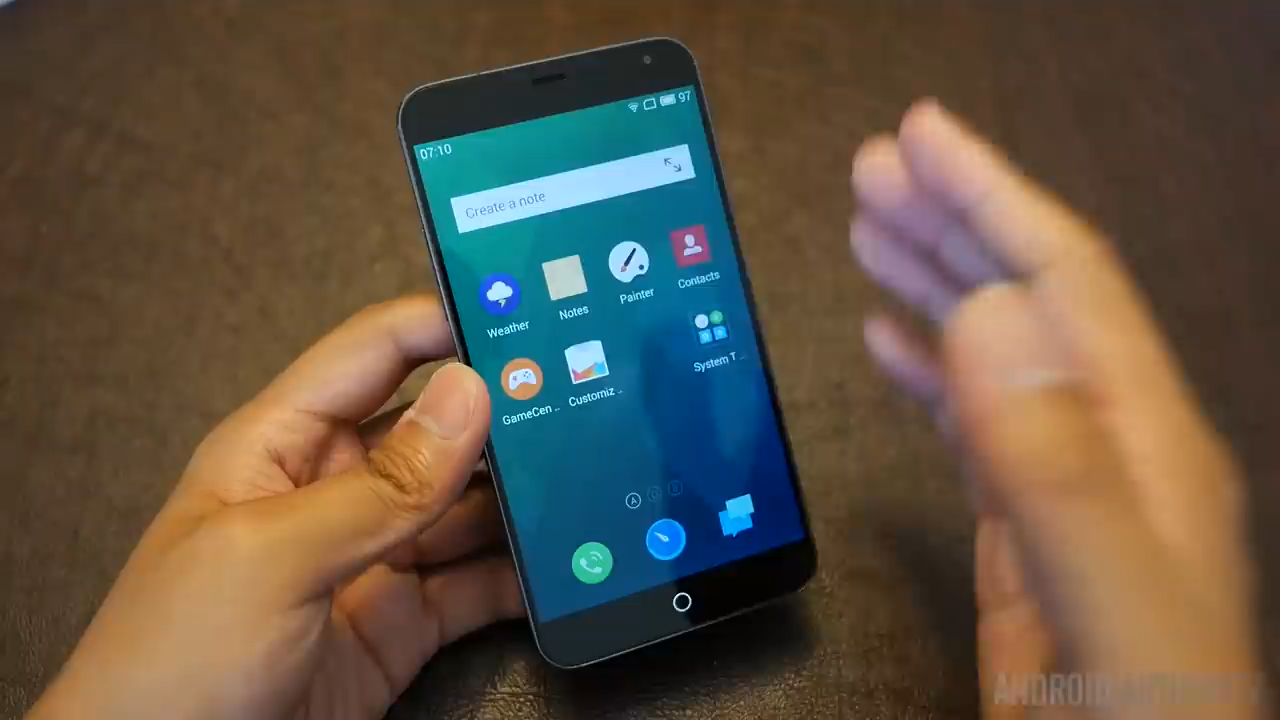 07:10
97
Create a note
Weather
Notes
Painter
Contacts
GameCen ..
Customiz ..
System T ..
A
ANDROID AUTHORITY